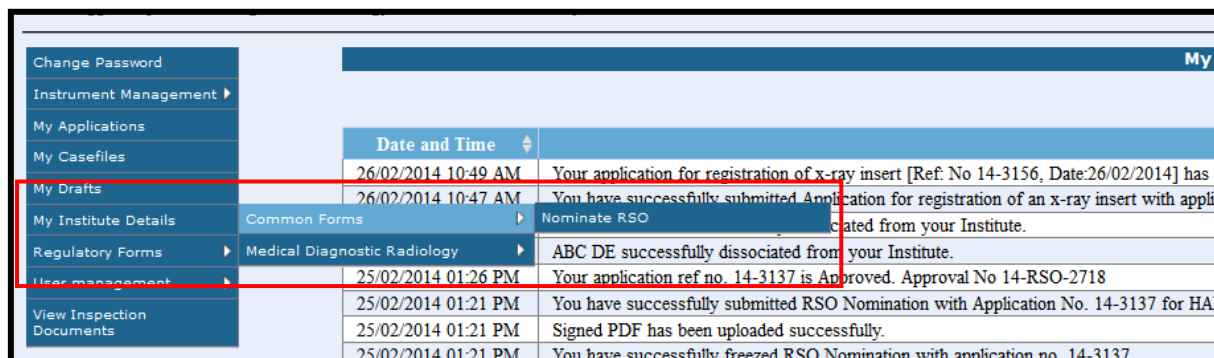 My
Change Password
Instrument Management
My Applications
My Casefiles
My Drafts
My Institute Details
Regulatory Forms
User management
View Inspection
Documents
Common Forms
Medical Diagnostic Radiology
Nominate RSO
Date and Time
26/02/2014 10:49 AM Your application for registration of x-ray insert [Ref: No 14-3156, Date:26/02/2014] has
26/02/2014 10:47 AM You have successfully submitted Application for registration of an x-ray insert with appli
ciated from your Institute.
ABC DE successfully dissociated from your Institute.
25/02/2014 01:26 PM Your application ref no. 14-3137 is Approved. Approval No 14-RSO-2718
25/02/2014 01:21 PM You have successfully submitted RSO Nomination with Application No. 14-3137 for HA
25/02/2014 01:21 PM Signed PDF has been uploaded successfully.
25/02/2014 01:21 PM You have successfully freezed RSO Nomination with application no. 14-3137